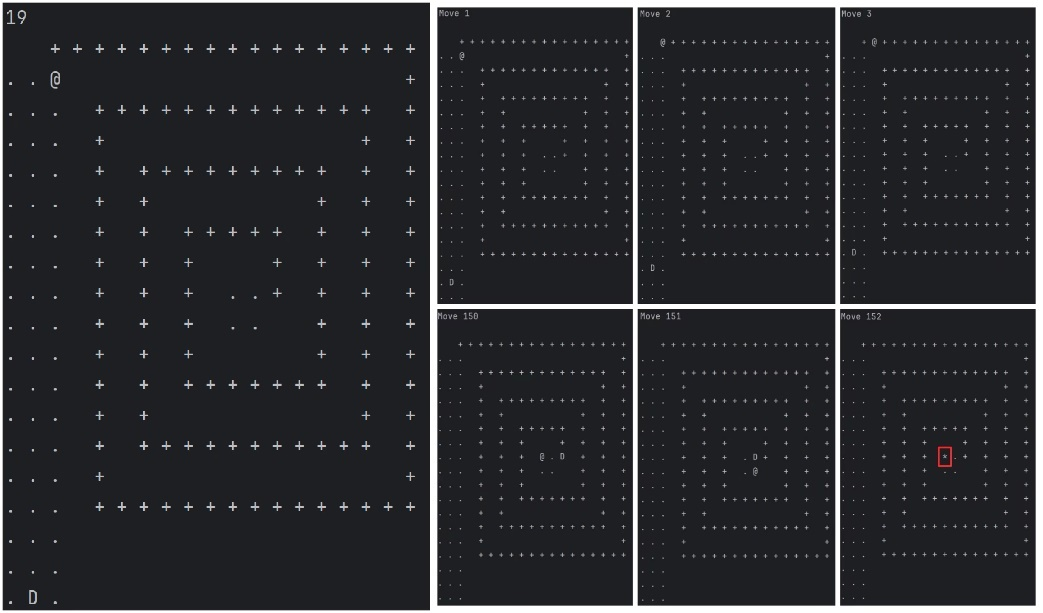 19
    + + + + + + + + + + + + + + + + +
. . @                               +
. . .   + + + + + + + + + + + + +   +
. . .   +                       +   +
. . .   +   + + + + + + + + +   +   +
. . .   +   +               +   +   +
. . .   +   +   + + + + +   +   +   +
. . .   +   +   +       +   +   +   +
. . .   +   +   +   . . +   +   +   +
. . .   +   +   +   . .     +   +   +
. . .   +   +   +           +   +   +
. . .   +   +   + + + + + + +   +   +
. . .   +   +                   +   +
. . .   +   + + + + + + + + + + +   +
. . .   +                           +
. . .   + + + + + + + + + + + + + + +
. . .
. . .
. D .
Move 1
Move 2
Move 3
Move 150
Move 151
Move 152